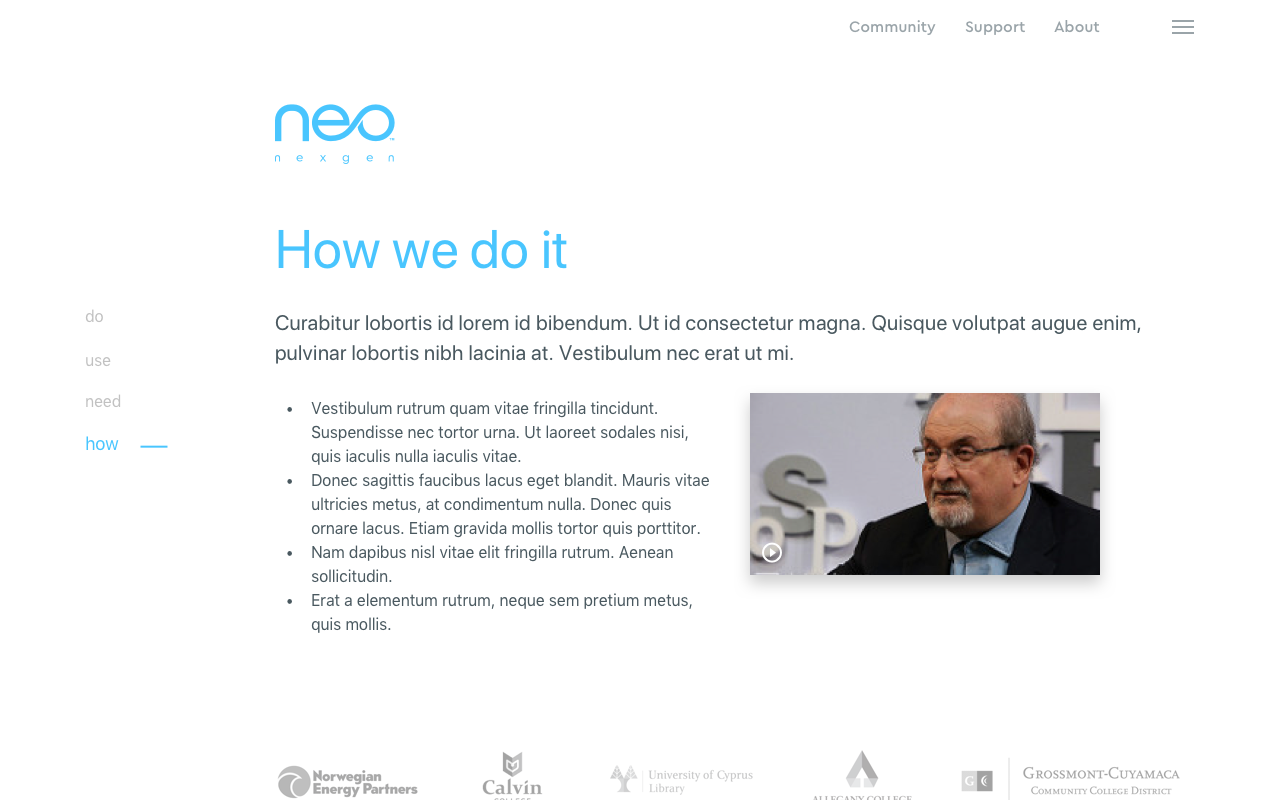 Community Support About
neo
nexgen
How we do it
do
use
need
how
Curabitur lobortis id lorem id bibendum. Ut id consectetur magna. Quisque volutpat augue enim,
pulvinar lobortis nibh lacinia at. Vestibulum nec erat ut mi.
• Vestibulum rutrum quam vitae fringilla tincidunt.
Suspendisse nec tortor urna. Ut laoreet sodales nisi,
quis iaculis nulla iaculis vitae.
• Donec sagittis faucibus lacus eget blandit. Mauris vitae
ultricies metus, at condimentum nulla. Donec quis
ornare lacus. Etiam gravida mollis tortor quis porttitor.
• Nam dapibus nisl vitae elit fringilla rutrum. Aenean
sollicitudin.
• Erat a elementum rutrum, neque sem pretium metus,
quis mollis.
S
o P
Norwegian
Energy Partners
Calvin
COLLEGE
University of Cyprus
Library
ALLEGANY COLLEGE
G C
GROSSMONT-CUYAMACA
COMMUNITY COLLEGE DISTRICT